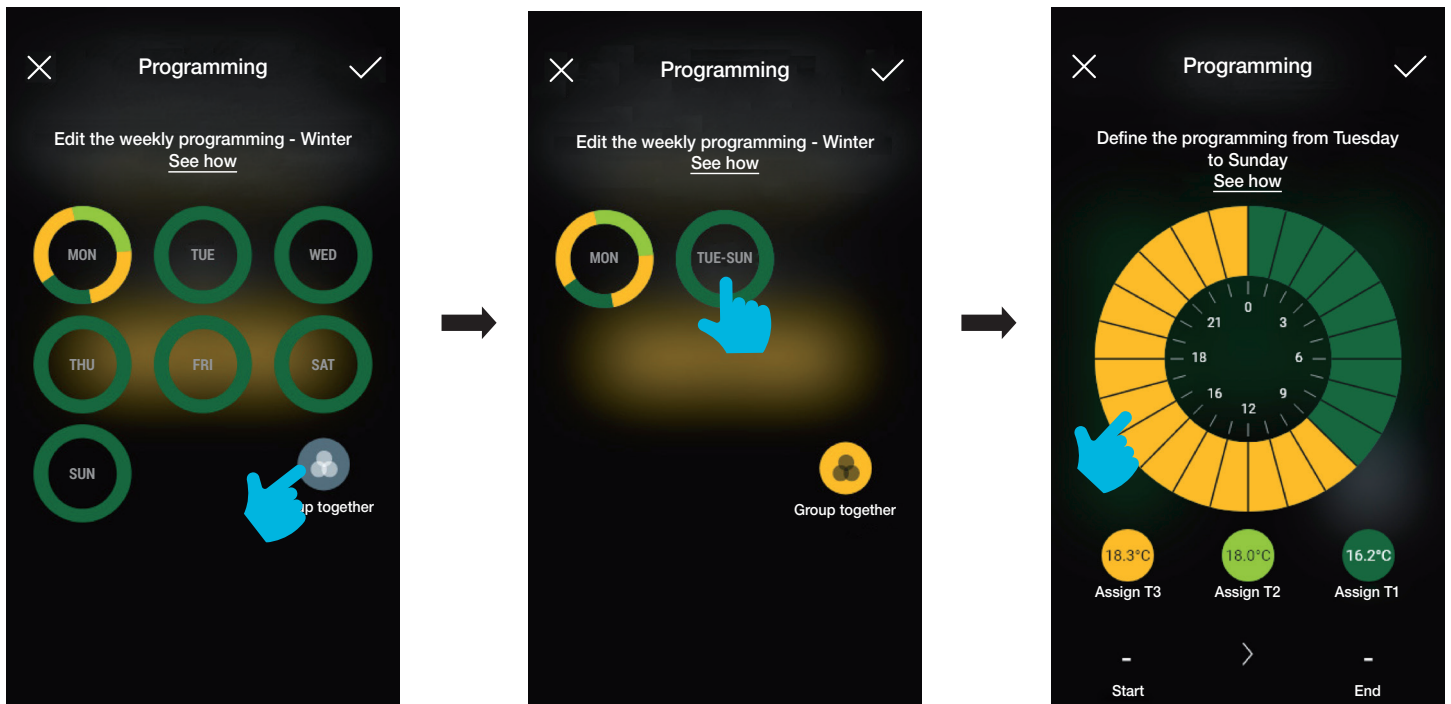 Programming
Edit the weekly programming - Winter
See how
MON
TUE
WED
THU
FRI
SAT
SUN
p together
Programming
Edit the weekly programming - Winter
See how
MON
TUE-SUN
Group together
Programming
Define the programming from Tuesday
to Sunday
See how
0
3
6
9
12
16
18
21
18.3°C
18.0°C
16.2°C
Assign T3
Assign T2
Assign T1
-
-
Start
End